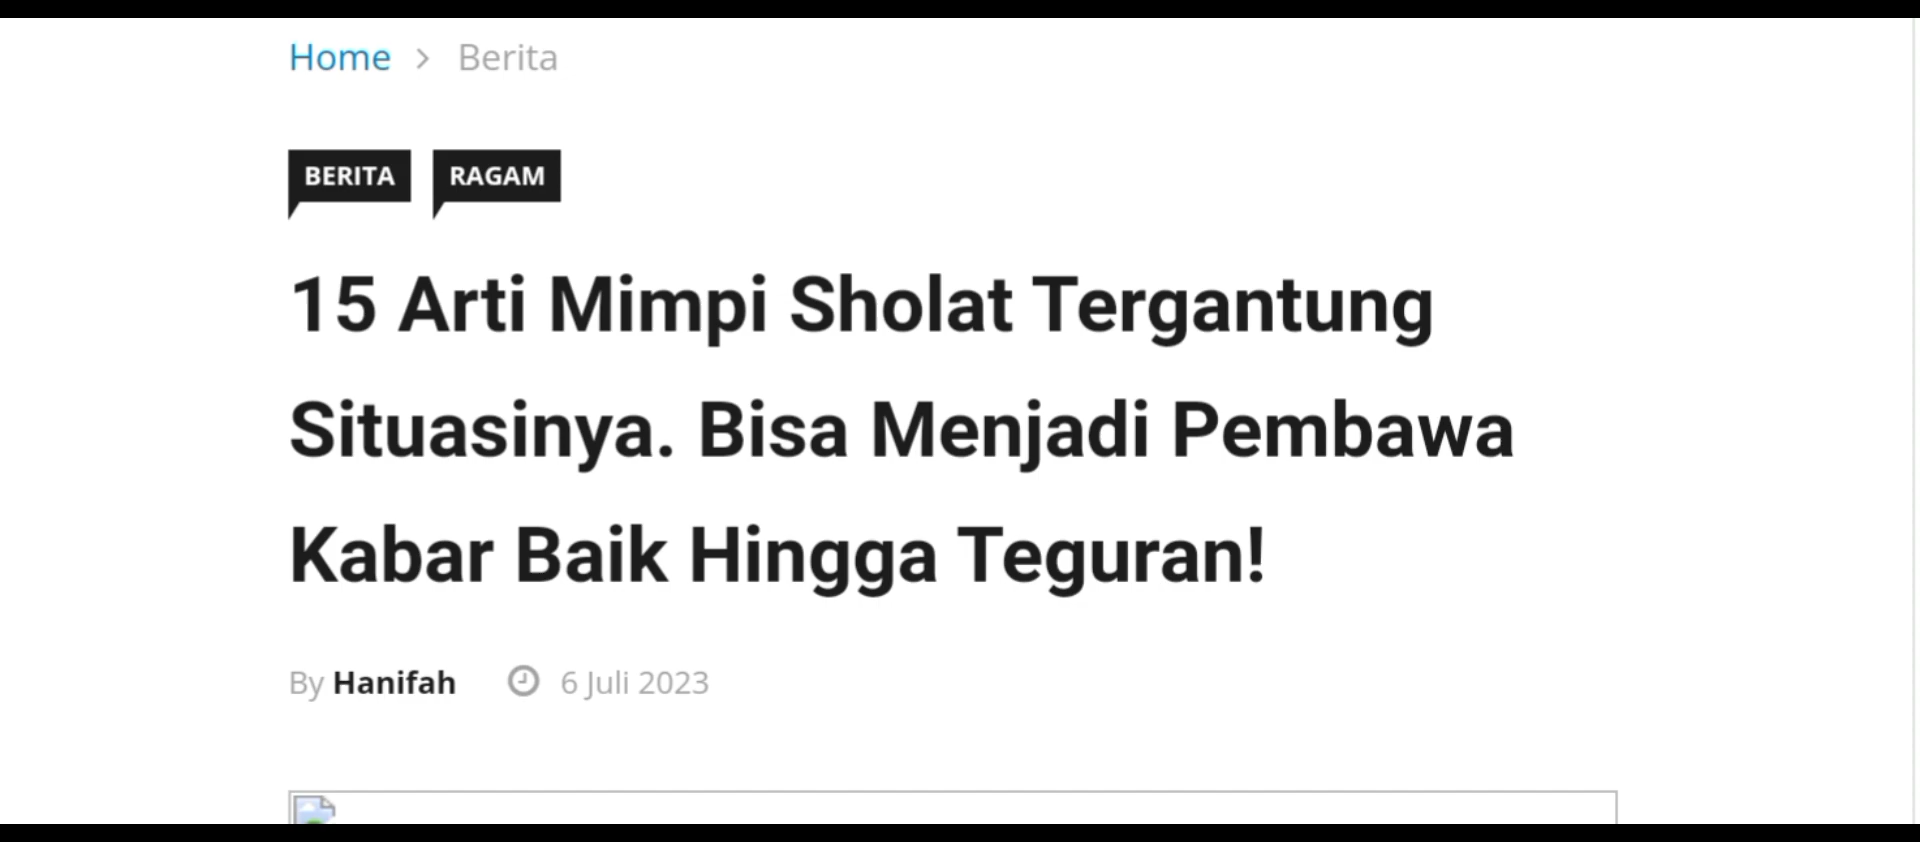 Home > Berita
BERITA RAGAM
15 Arti Mimpi Sholat Tergantung
Situasinya. Bisa Menjadi Pembawa
Kabar Baik Hingga Teguran!
By Hanifah 6 Juli 2023